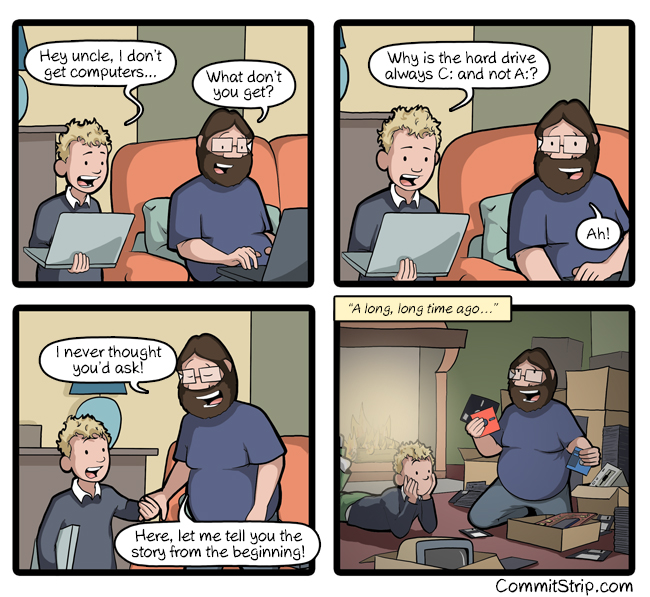 Hey uncle, I don't
get computers...
What don't
you get?
Why is the hard drive
always C: and not A:?
Ah!
I never thought
you'd ask!
Here, let me tell you the
story from the beginning!
"A long, long time ago..."
CommitStrip.com